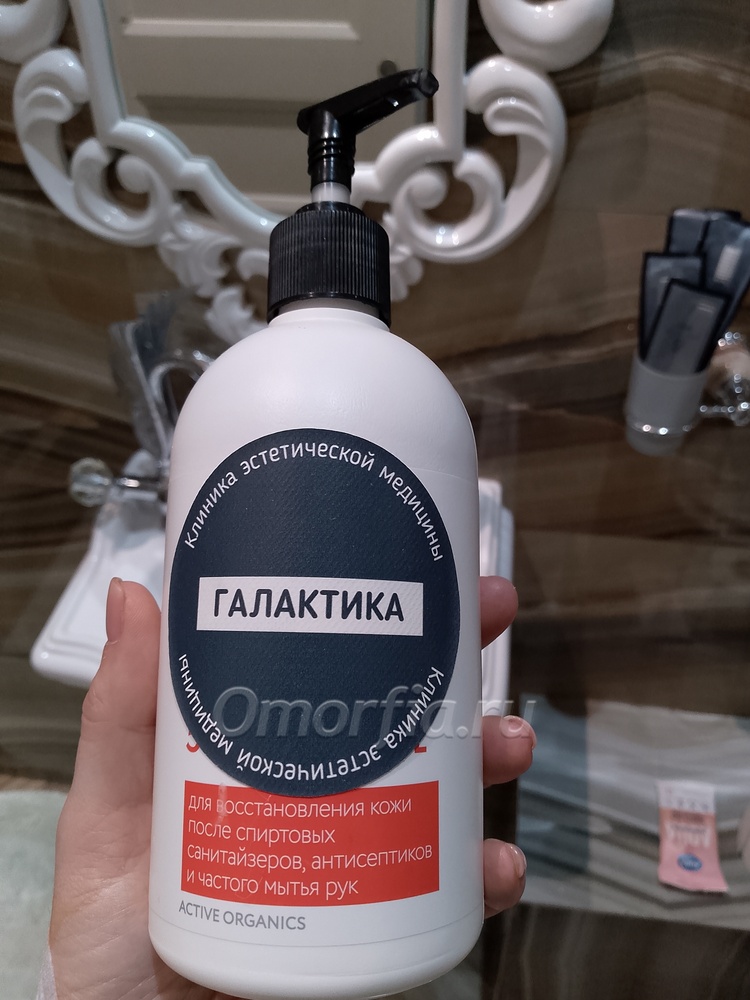 Клиника эстетической медицины
ГАЛАКТИКА
Клиника эстетической медицины
Omorfia.ru
для восстановления кожи
после спиртовых
санитайзеров, антисептиков
и частого мытья рук
ACTIVE ORGANICS